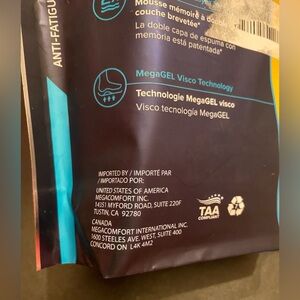 ANTI-FATIGU
Mousse mémoire à double
couche brevetée*
La doble capa de espuma con
memoria está patentada*
MegaGEL Visco Technology
Technologie MegaGEL visco
Visco tecnología MegaGEL
IMPORTED BY / IMPORTÉ PAR
/ IMPORTADO POR:
UNITED STATES OF AMERICA
MEGACOMFORT INC.
14351 MYFORD ROAD, SUITE 220F
TUSTIN, CA 92780
CANADA
MEGACOMFORT INTERNATIONAL INC.
1600 STEELES AVE. WEST, SUITE 400
CONCORD ON L4K 4M2
TAA
COMPLIANT